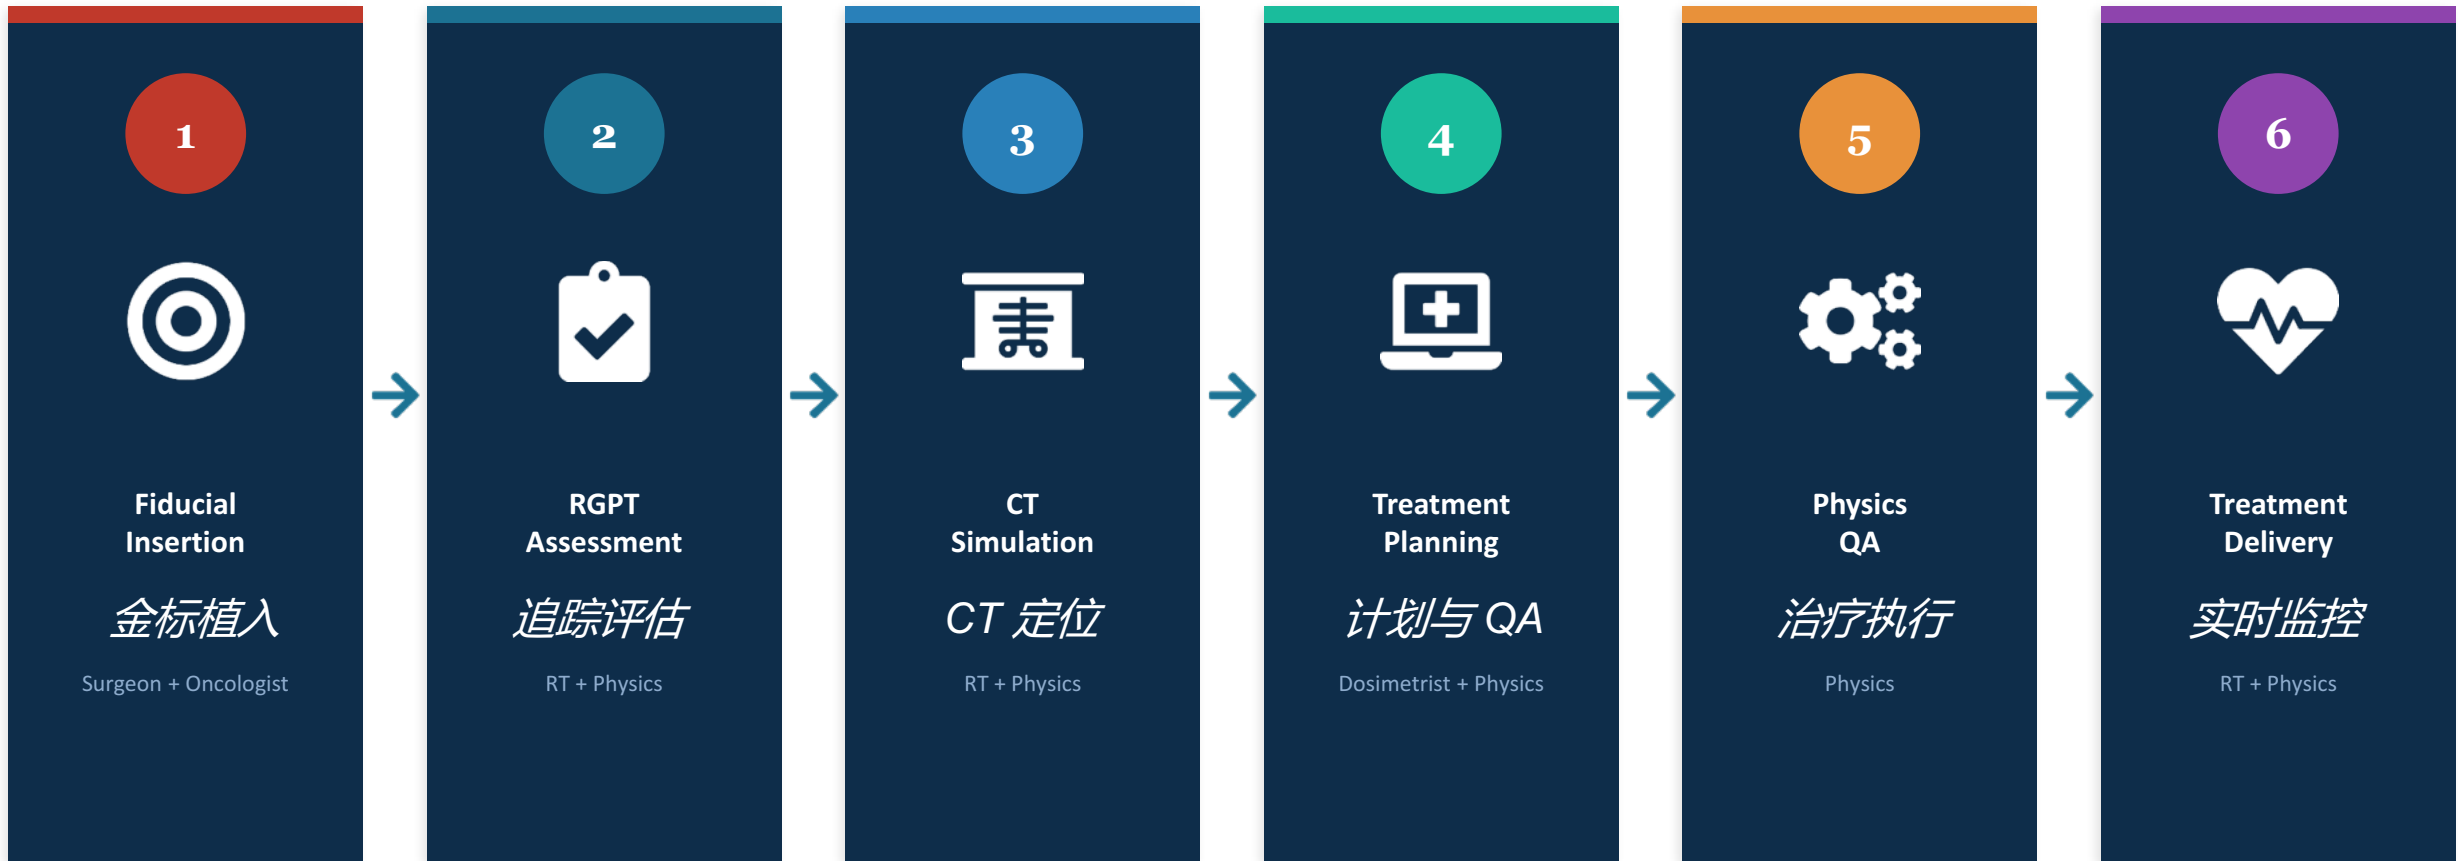 1
Fiducial
Insertion
金标植入
Surgeon + Oncologist
2
RGPT
Assessment
追踪评估
RT + Physics
3
CT
Simulation
CT 定位
RT + Physics
4
Treatment
Planning
计划与 QA
Dosimetrist + Physics
5
Physics
QA
治疗执行
Physics
6
Treatment
Delivery
实时监控
RT + Physics